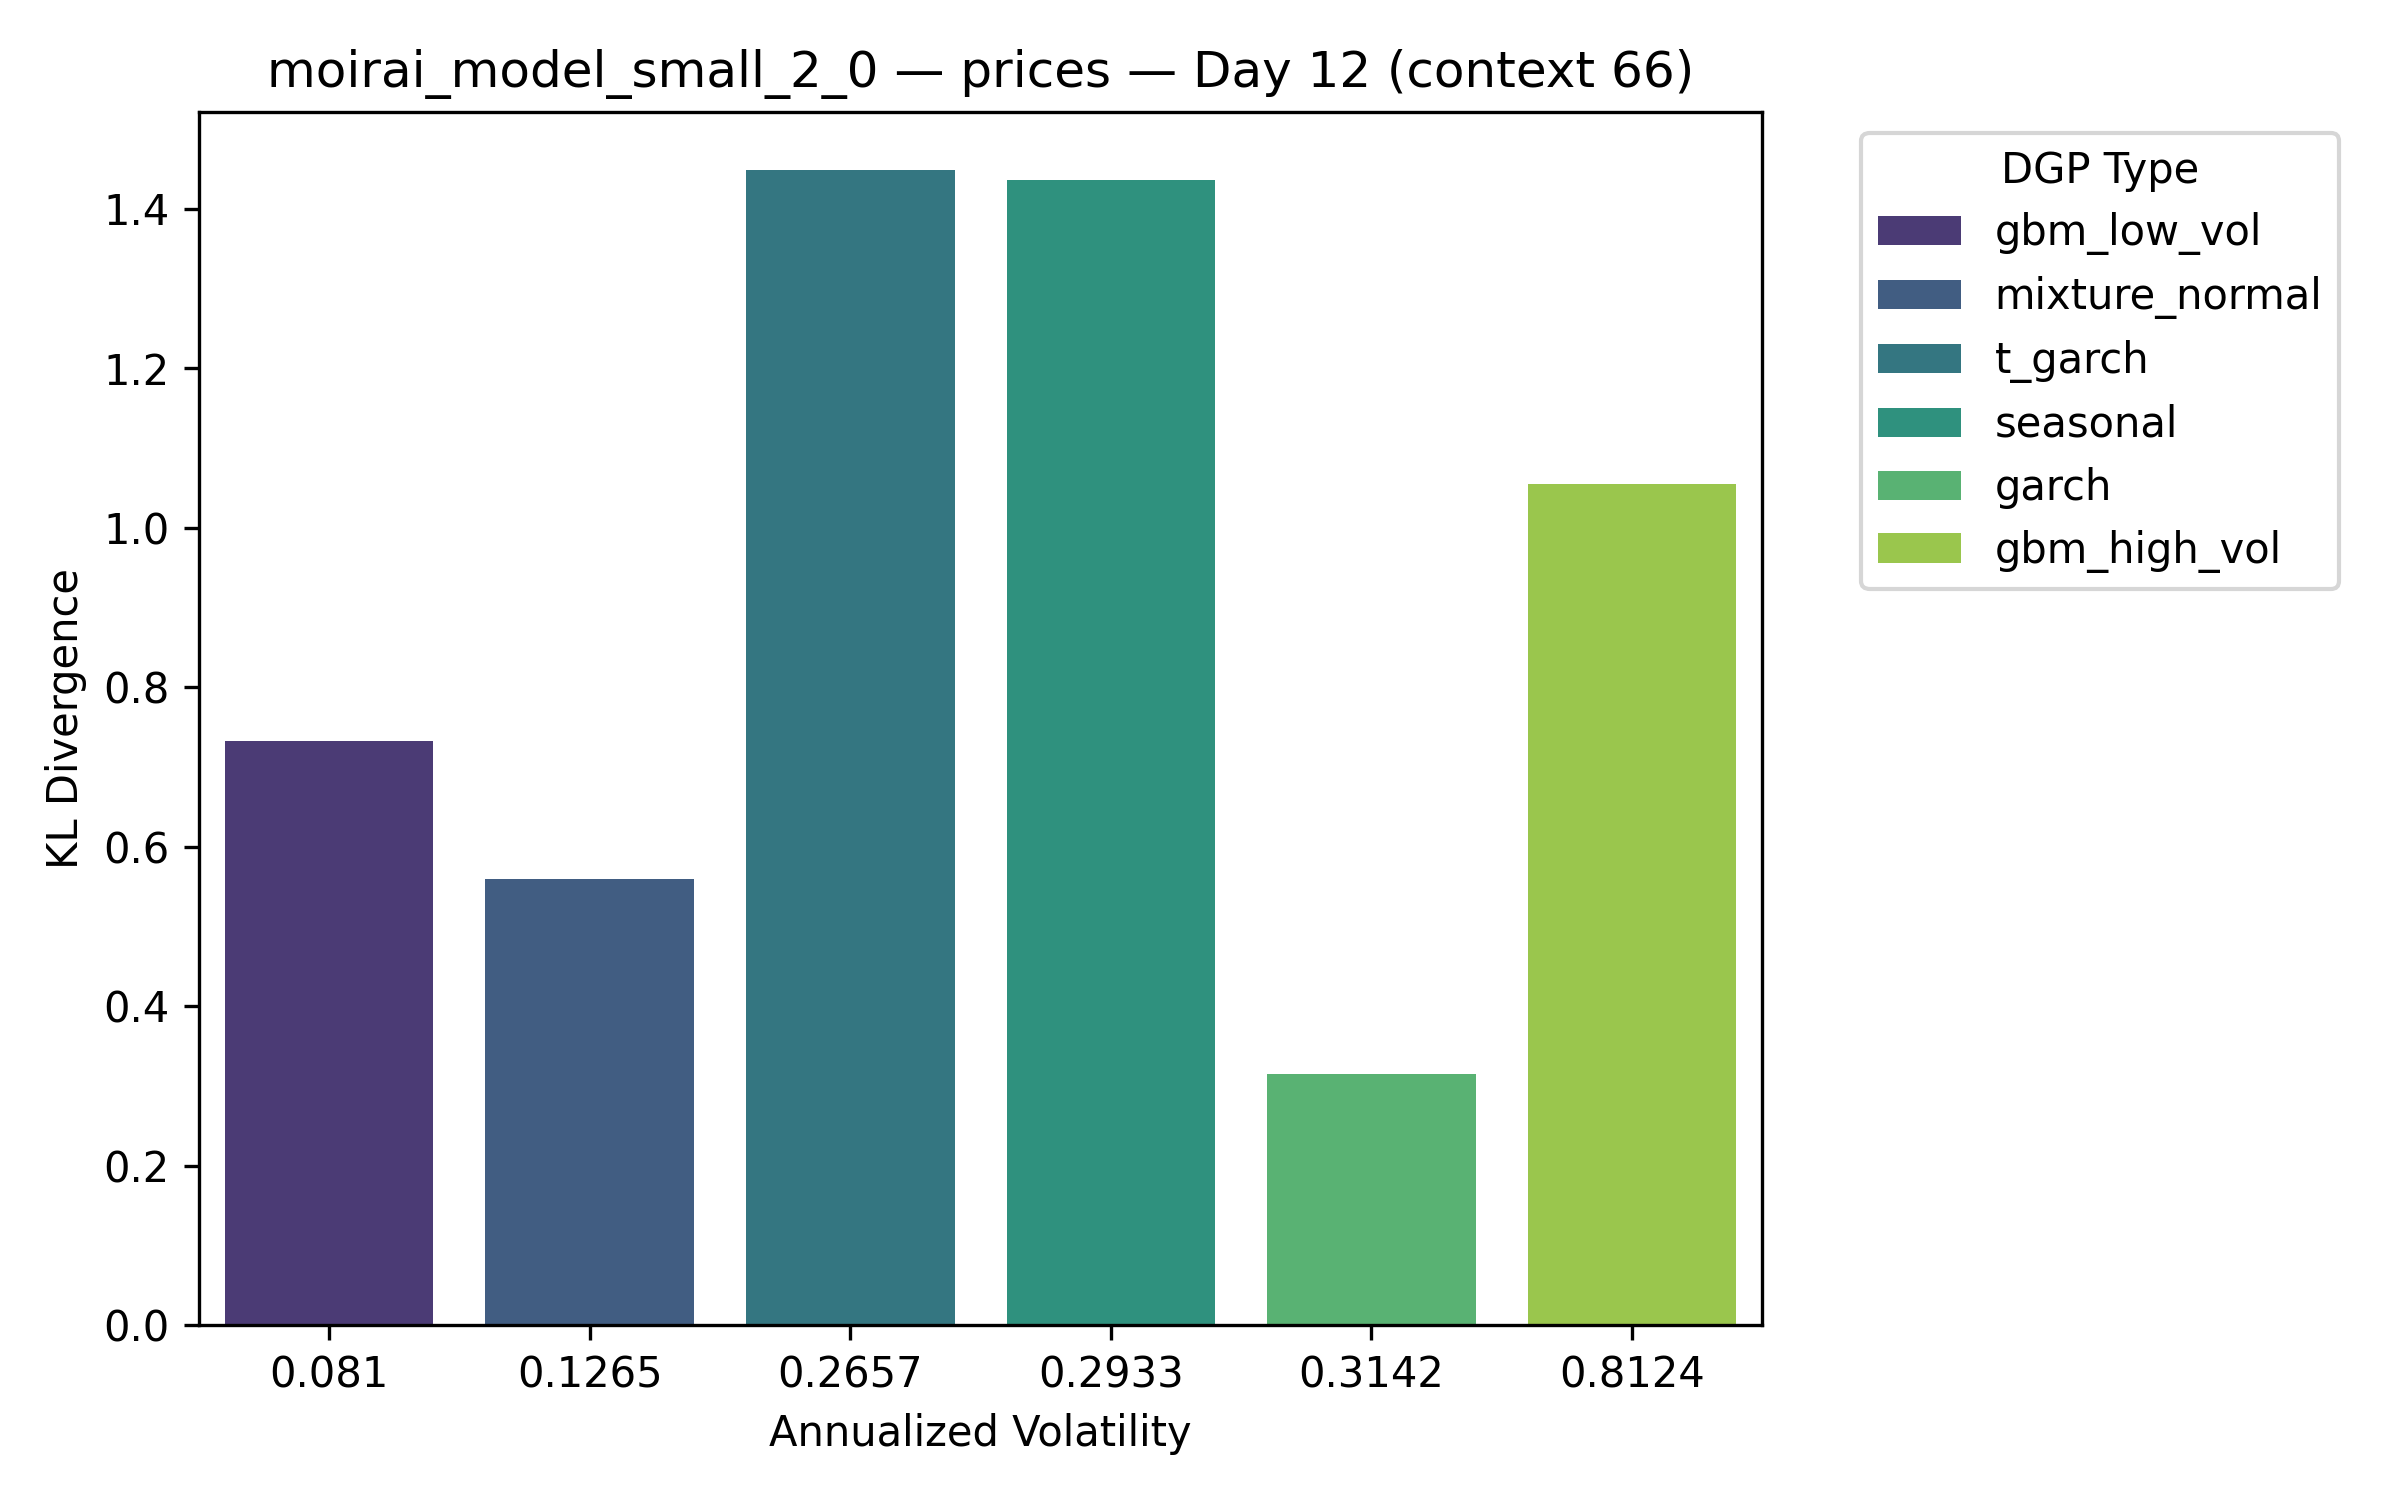 moirai_model_small_2_0 — prices — Day 12 (context 66)
KL Divergence
1.4
1.2
1.0
0.8
0.6
0.4
0.2
0.0
0.081 0.1265 0.2657 0.2933 0.3142 0.8124
Annualized Volatility
DGP Type
gbm_low_vol
mixture_normal
t_garch
seasonal
garch
gbm_high_vol